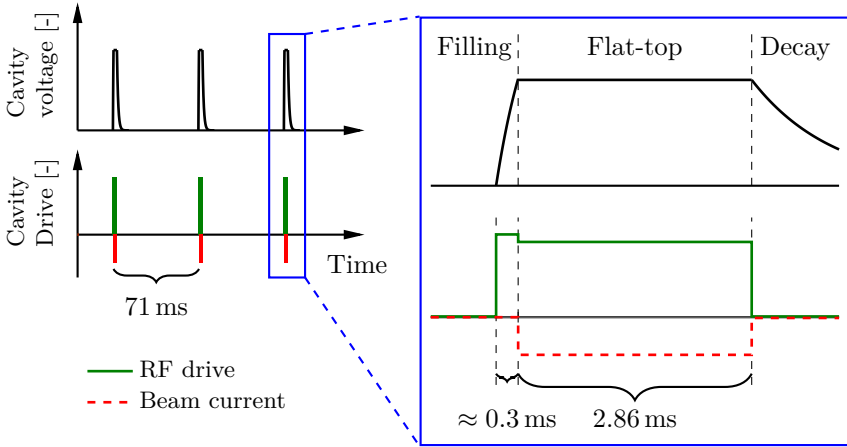 Cavity
voltage [-]
Cavity
Drive [-]
Time
71 ms
RF drive
Beam current
Filling
Flat-top
Decay
≈ 0.3 ms
2.86 ms